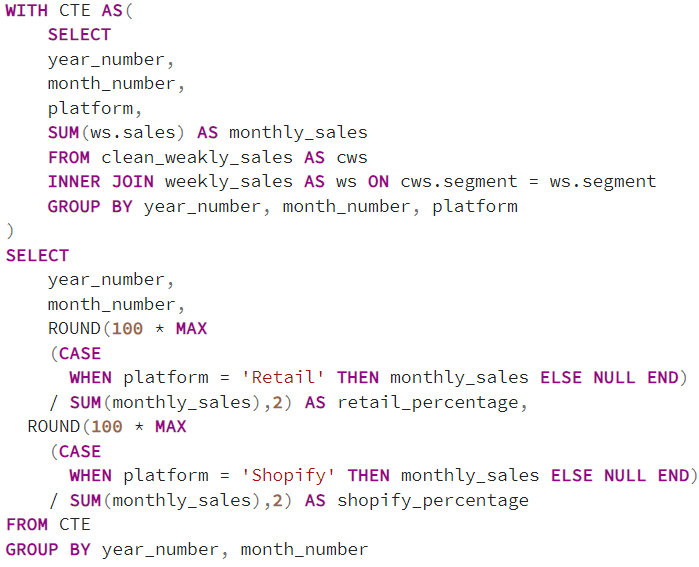 WITH CTE AS(
SELECT
year_number,
month_number,
platform,
SUM(ws.sales) AS monthly_sales
FROM clean_weakly_sales AS cws
INNER JOIN weekly_sales AS ws ON cws.segment = ws.segment
GROUP BY year_number, month_number, platform
)
SELECT
year_number,
month_number,
ROUND(100 * MAX
(CASE
WHEN platform = 'Retail' THEN monthly_sales ELSE NULL END)
/ SUM(monthly_sales),2) AS retail_percentage,
ROUND(100 * MAX
(CASE
WHEN platform = 'Shopify' THEN monthly_sales ELSE NULL END)
/ SUM(monthly_sales),2) AS shopify_percentage
FROM CTE
GROUP BY year_number, month_number